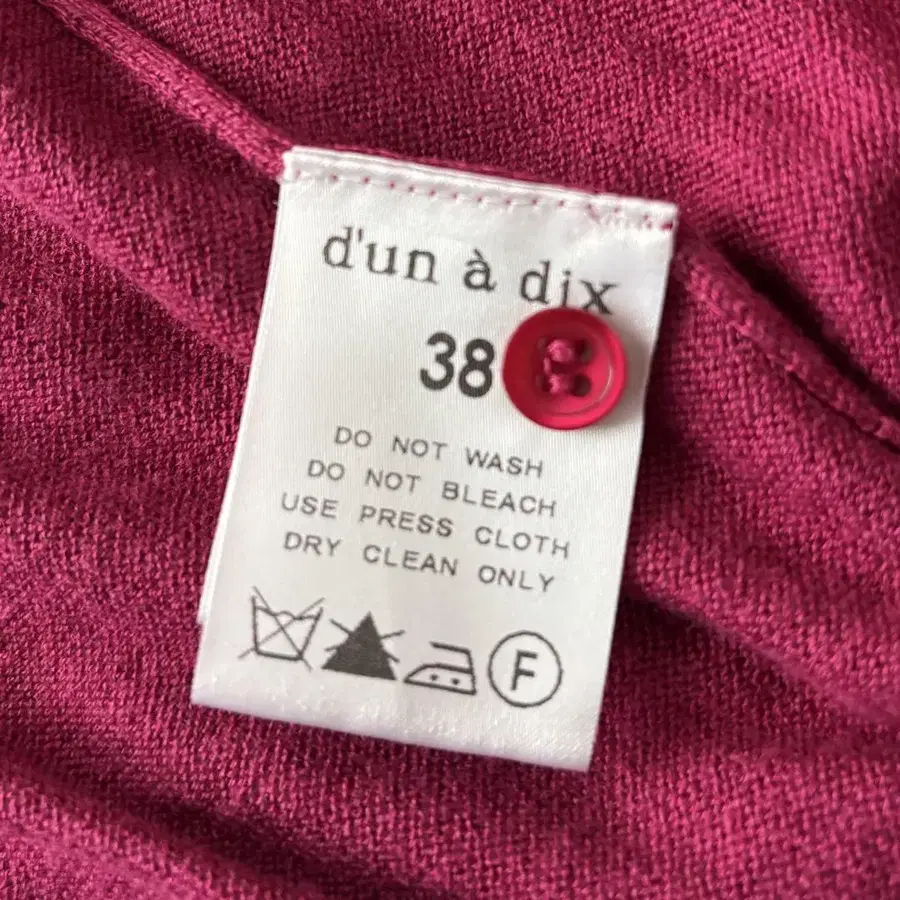 d'un à dix
38
DO NOT WASH
DO NOT BLEACH
USE PRESS CLOTH
DRY CLEAN ONLY
F